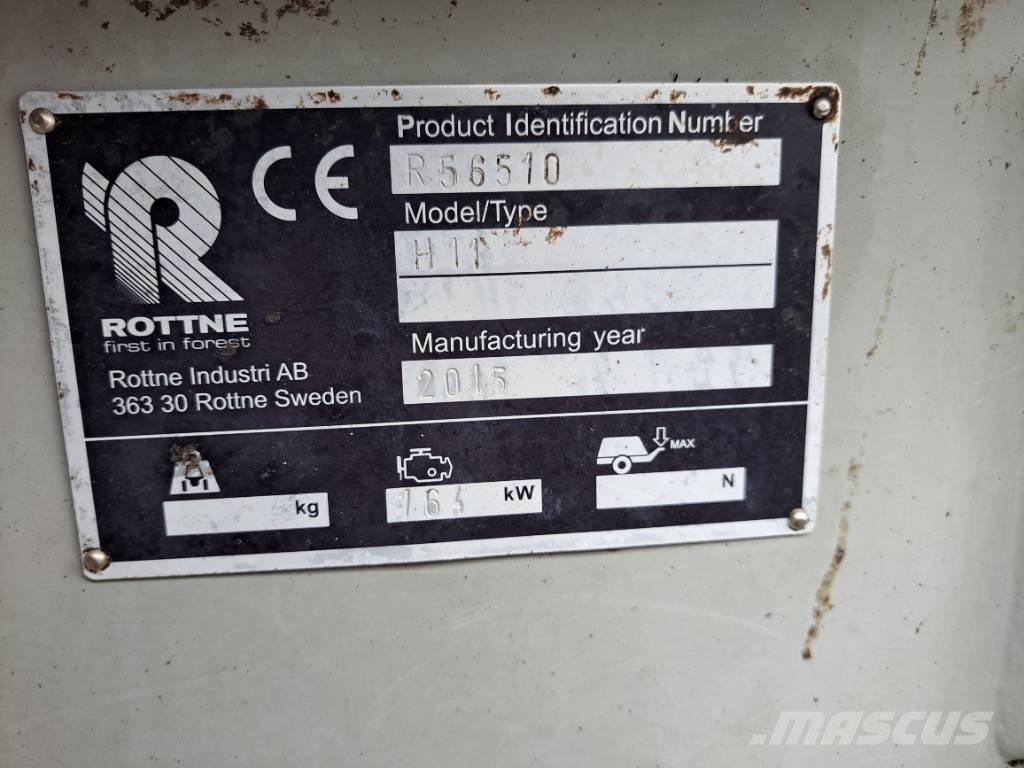 CE
Product Identification Number
R56510
Model/Type
H11
ROTTNE
first in forest
Manufacturing year
2015
Rottne Industri AB
363 30 Rottne Sweden
kg
164 kW
MAX
N
MASCUS